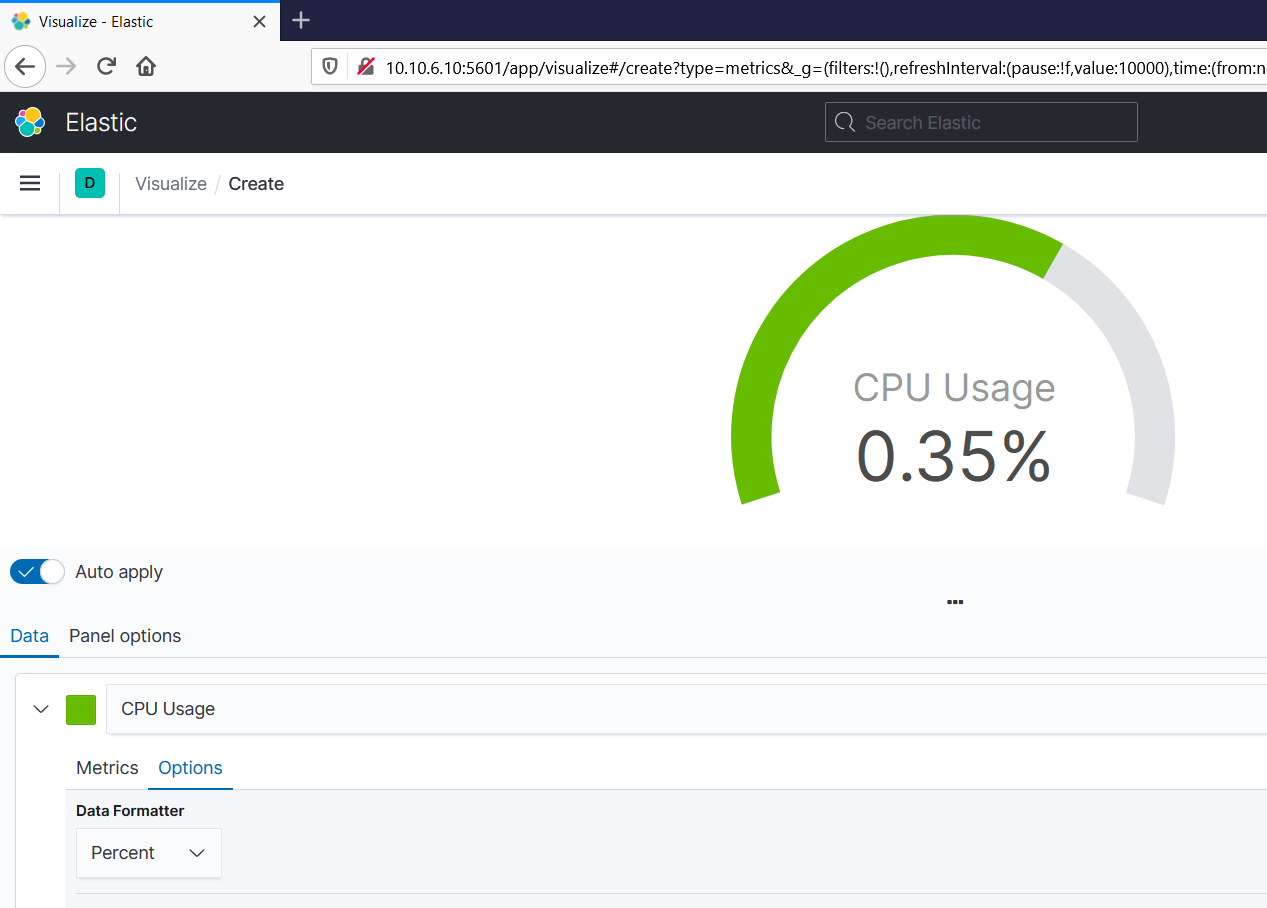 Visualize - Elastic
10.10.6.10:5601/app/visualize#/create?type=metrics&_g=(filters:!(),refreshInterval:(pause:!f,value:10000),time:(from:n
Elastic
Search Elastic
D
Visualize / Create
CPU Usage
0.35%
Auto apply
Data Panel options
CPU Usage
Metrics Options
Data Formatter
Percent